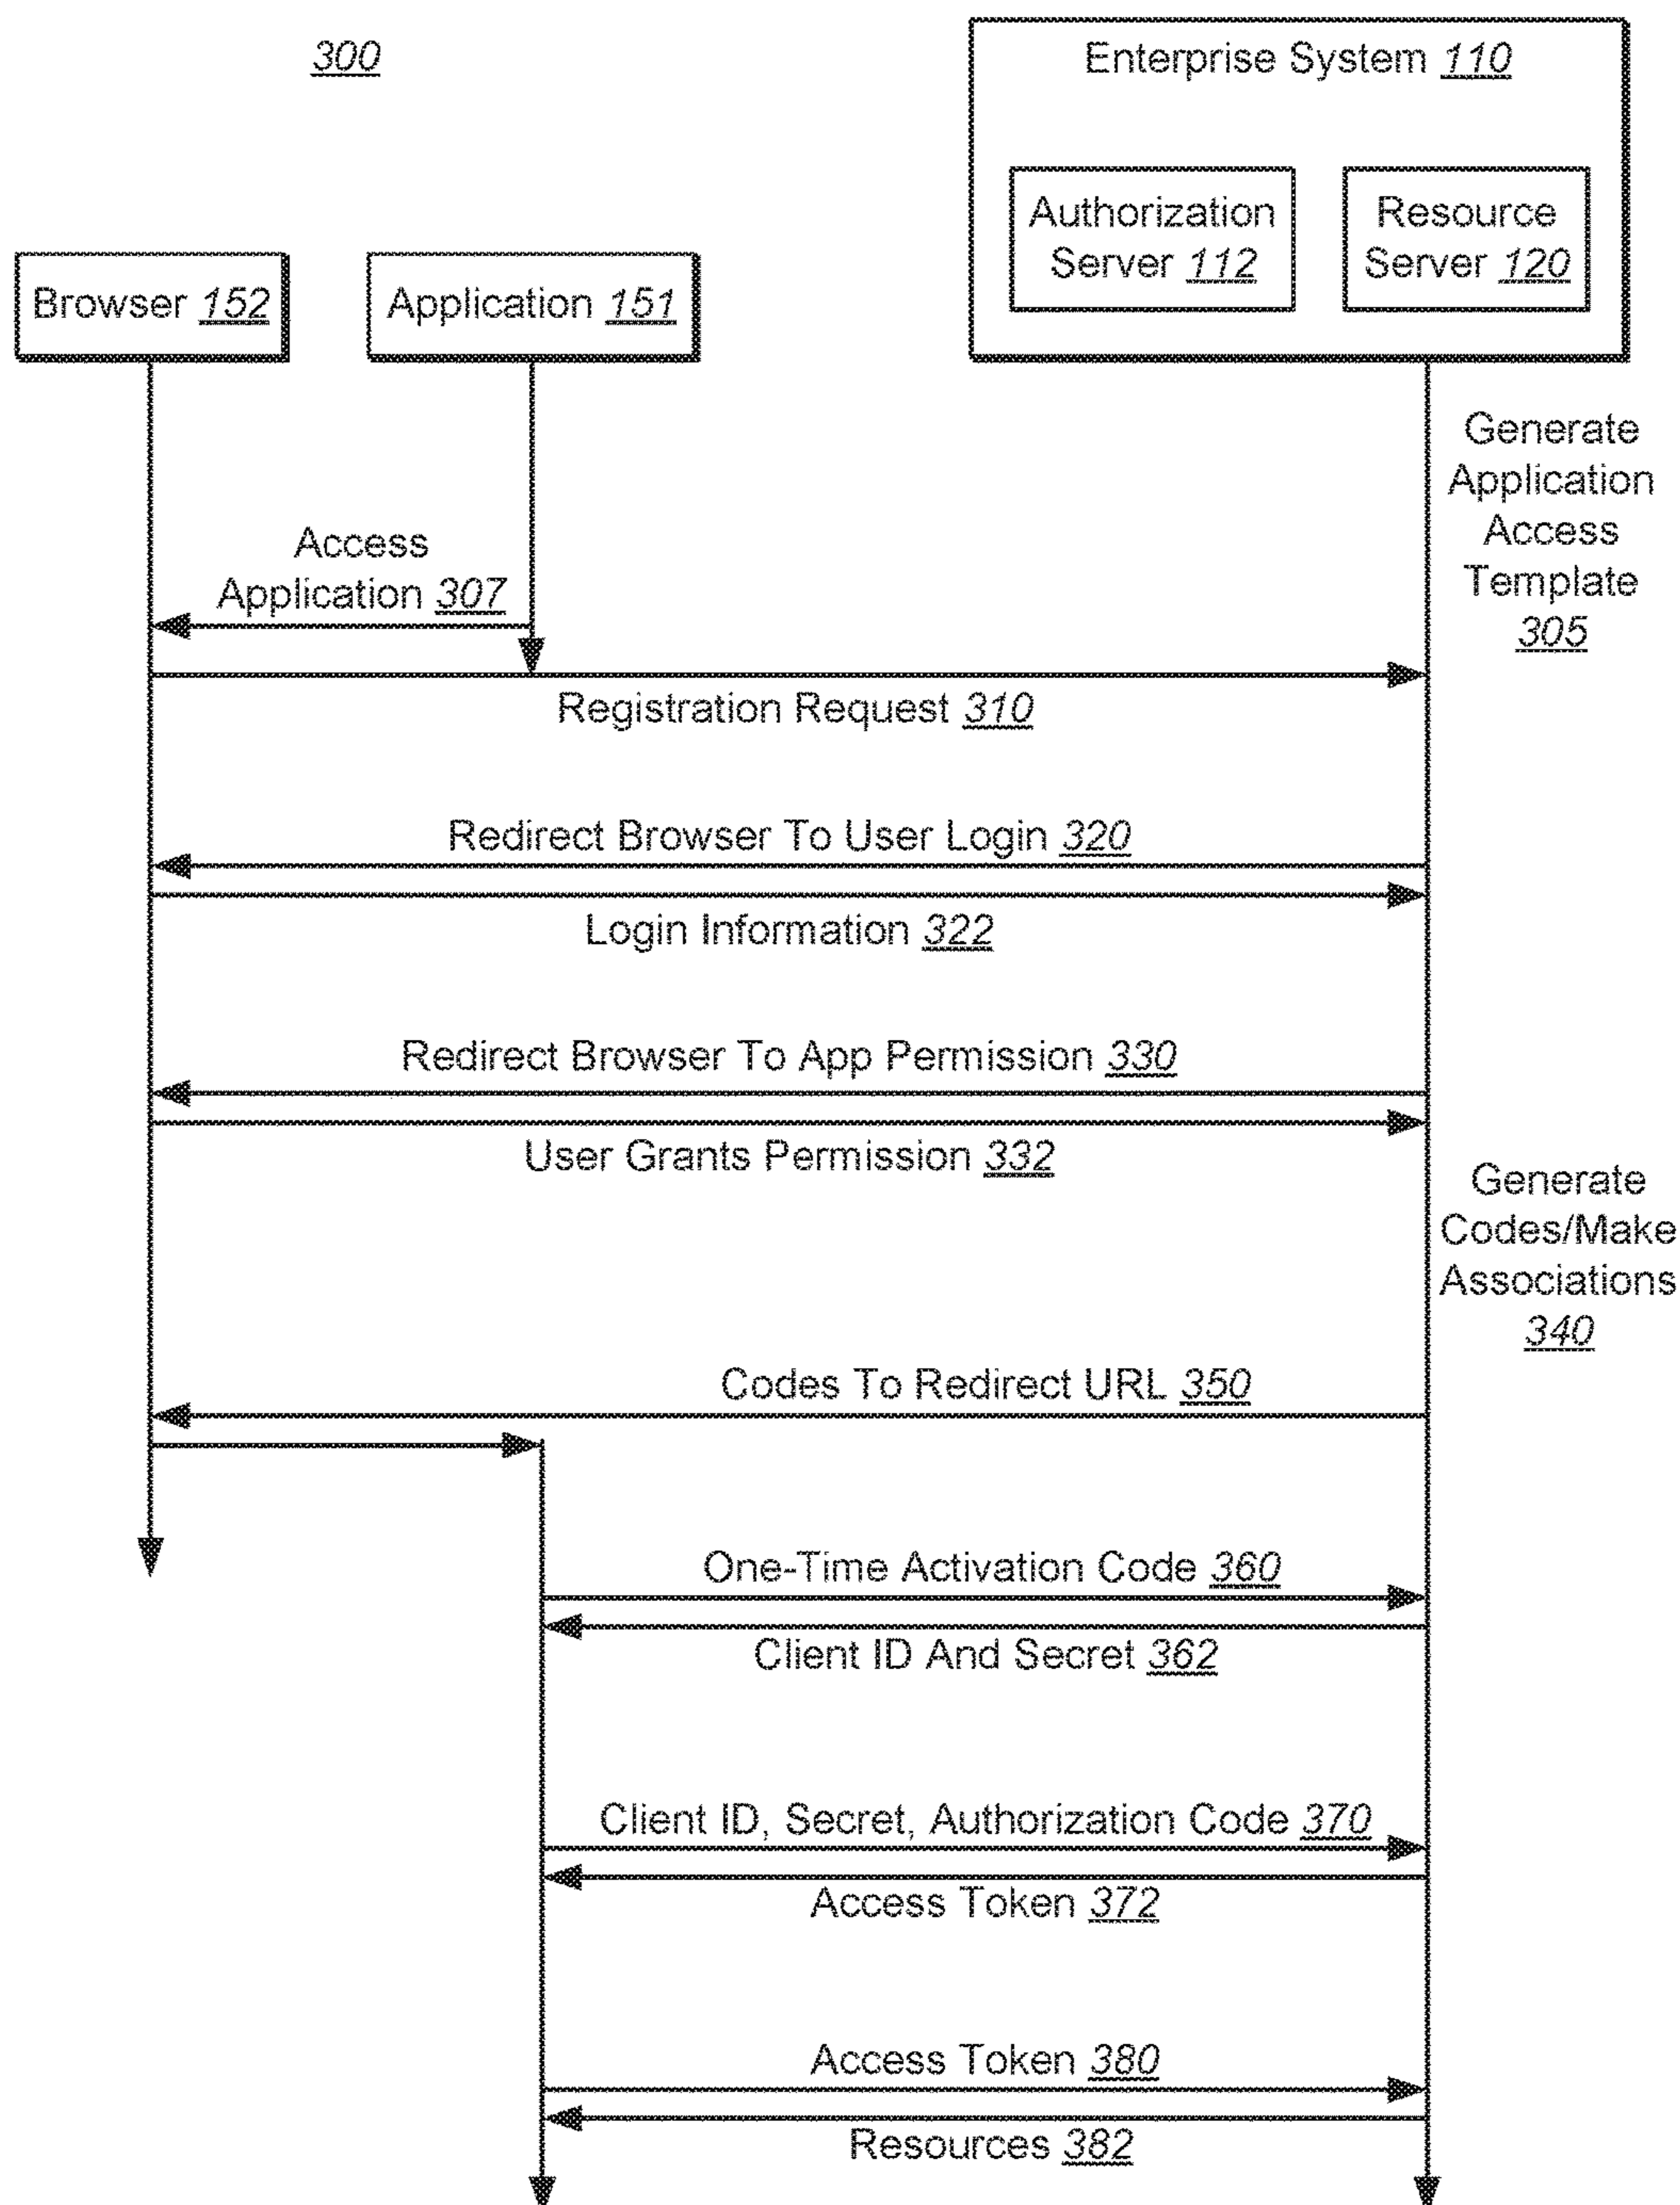 300
Enterprise System 110
Authorization
Server 112
Resource
Server 120
Browser 152
Application 151
Generate
Application
Access
Template
305
Access
Application 307
Registration Request 310
Redirect Browser To User Login 320
Login Information 322
Redirect Browser To App Permission 330
User Grants Permission 332
Generate
Codes/Make
Associations
340
Codes To Redirect URL 350
One-Time Activation Code 360
Client ID And Secret 362
Client ID, Secret, Authorization Code 370
Access Token 372
Access Token 380
Resources 382